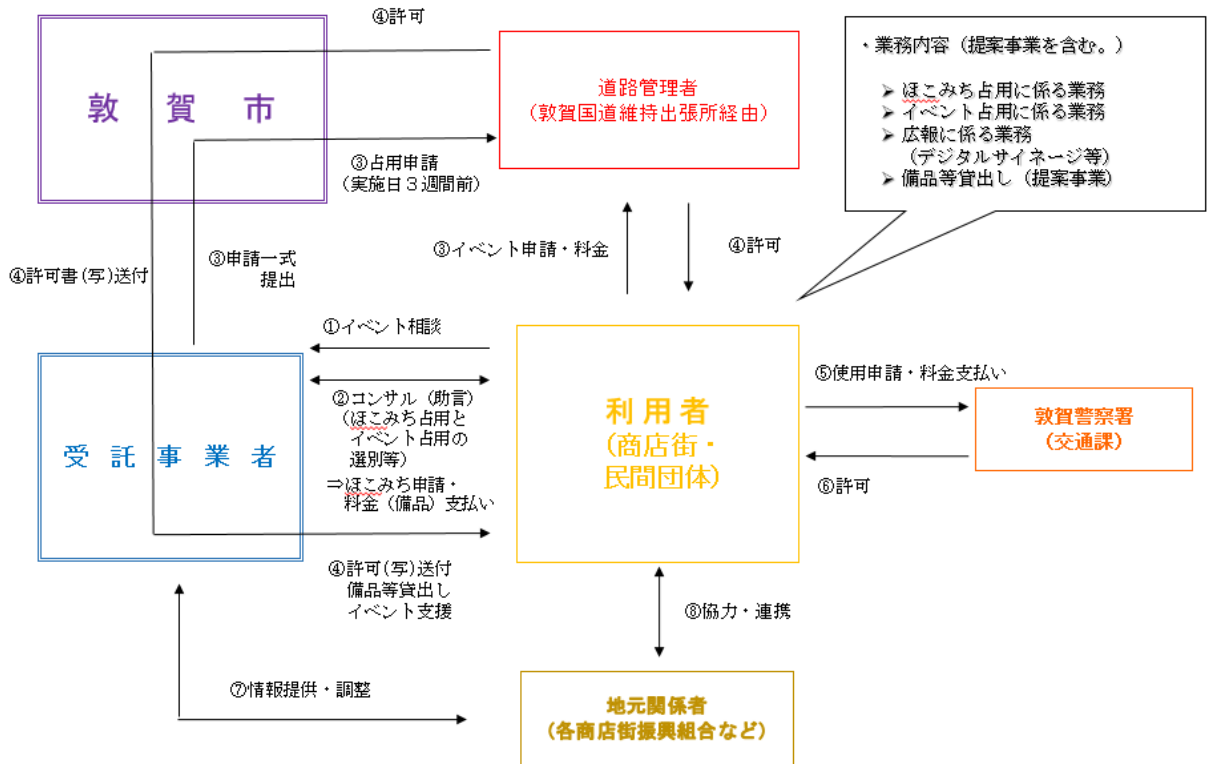 ④許可
敦賀市
道路管理者
(敦賀国道維持出張所経由)
・業務内容（提案事業を含む。）
➢ ほこみち占用に係る業務
➢ イベント占用に係る業務
➢ 広報に係る業務
（デジタルサイネージ等）
➢ 備品等貸出し（提案事業）
③占用申請
(実施日３週間前)
③イベント申請・料金
④許可
④許可書(写)送付
③申請一式
提出
①イベント相談
②コンサル（助言）
（ほこみち占用と
イベント占用の
選別等）
⇒ほこみち申請・
料金（備品）支払い
受託事業者
利用者
(商店街・
民間団体)
⑤使用申請・料金支払い
敦賀警察署
(交通課)
⑥許可
④許可(写)送付
備品等貸出し
イベント支援
⑧協力・連携
⑦情報提供・調整
地元関係者
(各商店街振興組合など)